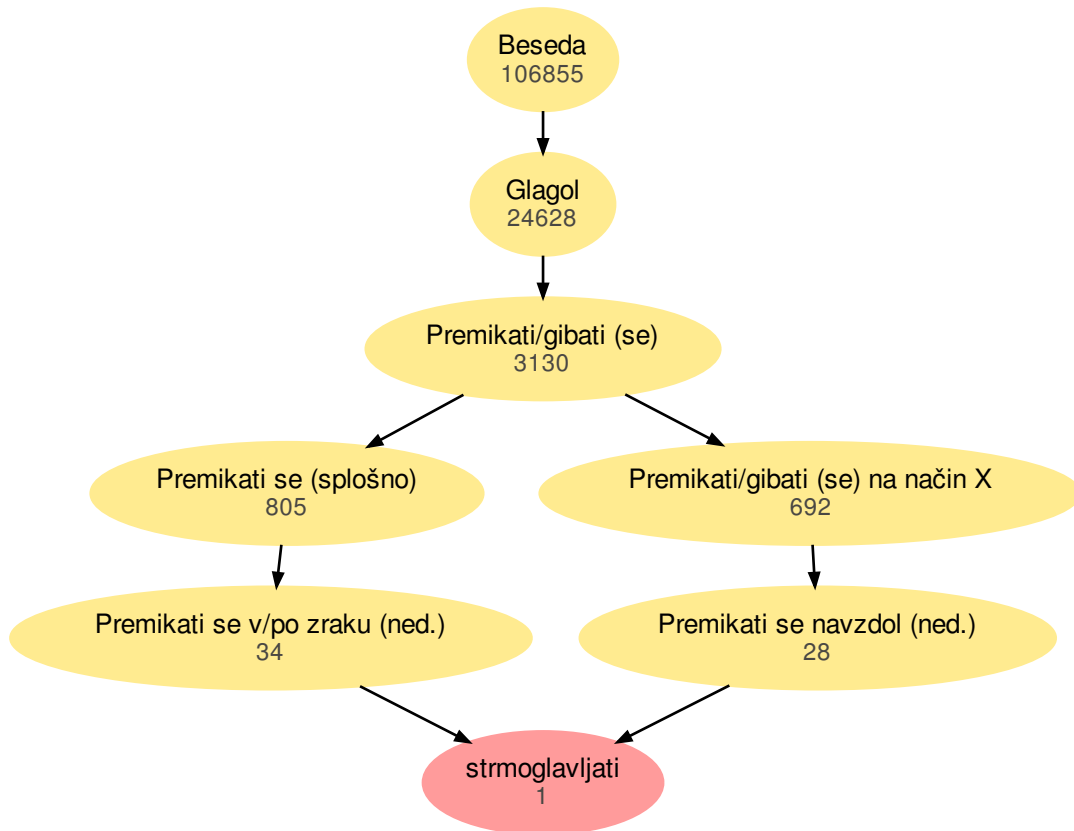 Beseda
106855
Glagol
24628
Premikati/gibati (se)
3130
Premikati se (splošno)
805
Premikati/gibati (se) na način X
692
Premikati se v/po zraku (ned.)
34
Premikati se navzdol (ned.)
28
strmoglavljati
1